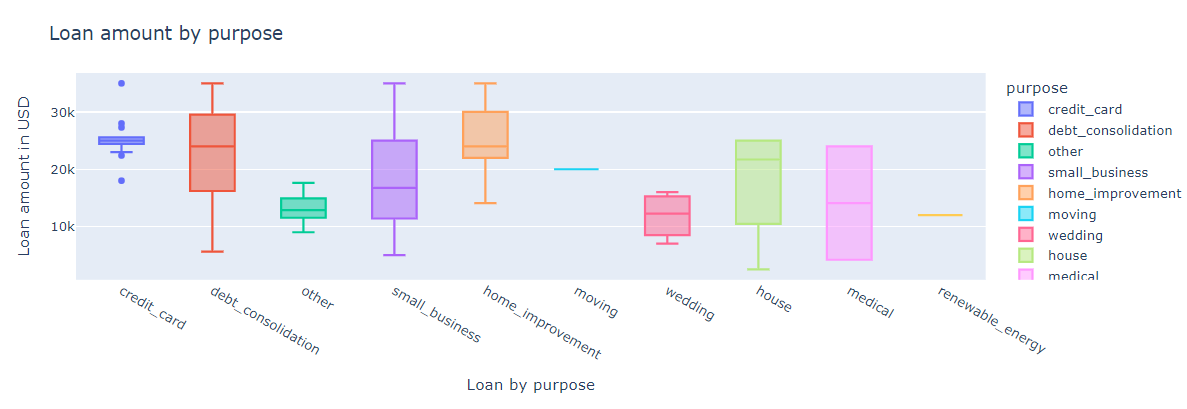 Loan amount by purpose
Loan amount in USD
30k
20k
10k
credit_card
debt_consolidation
other
small_business
home_improvement
moving
wedding
house
medical
renewable_energy
Loan by purpose
purpose
credit_card
debt_consolidation
other
small_business
home_improvement
moving
wedding
house
medical